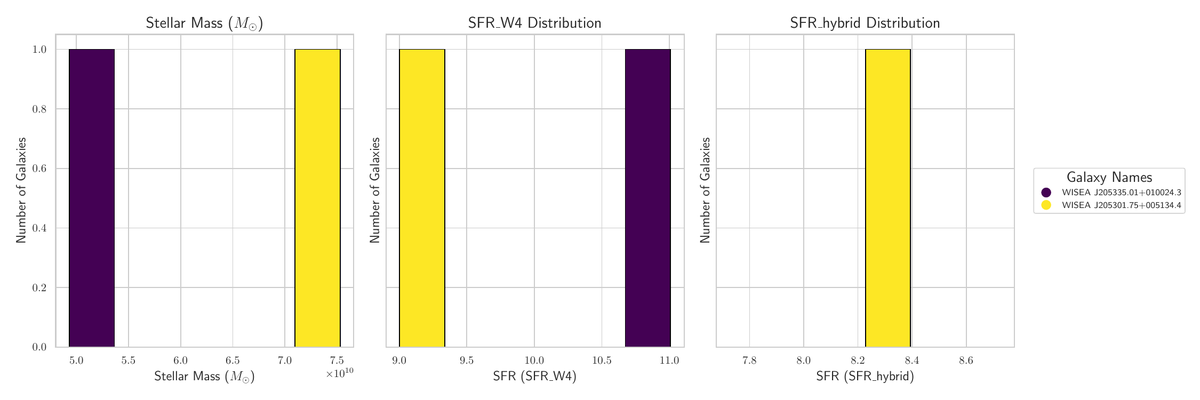 Stellar Mass (M⊙)
SFR_W4 Distribution
SFR_hybrid Distribution
Number of Galaxies
1.0
0.8
0.6
0.4
0.2
0.0
5.0 5.5 6.0 6.5 7.0 7.5
×10¹⁰
Stellar Mass (M⊙)
Number of Galaxies
9.0 9.5 10.0 10.5 11.0
SFR (SFR_W4)
Number of Galaxies
7.8 8.0 8.2 8.4 8.6
SFR (SFR_hybrid)
Galaxy Names
WISEA J205335.01+010024.3
WISEA J205301.75+005134.4